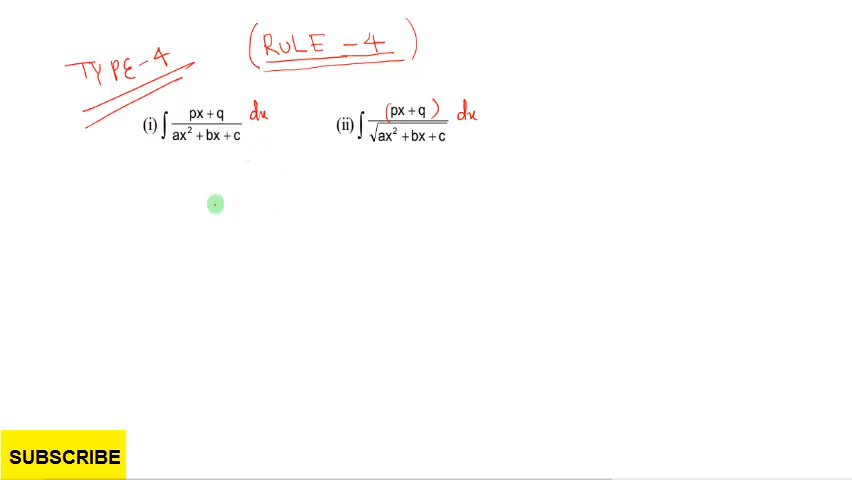 (RULE - 4)
TYPE - 4
(i) ∫ (px + q)/(ax² + bx + c) dx (ii) ∫ (px + q)/√(ax² + bx + c) dx
SUBSCRIBE